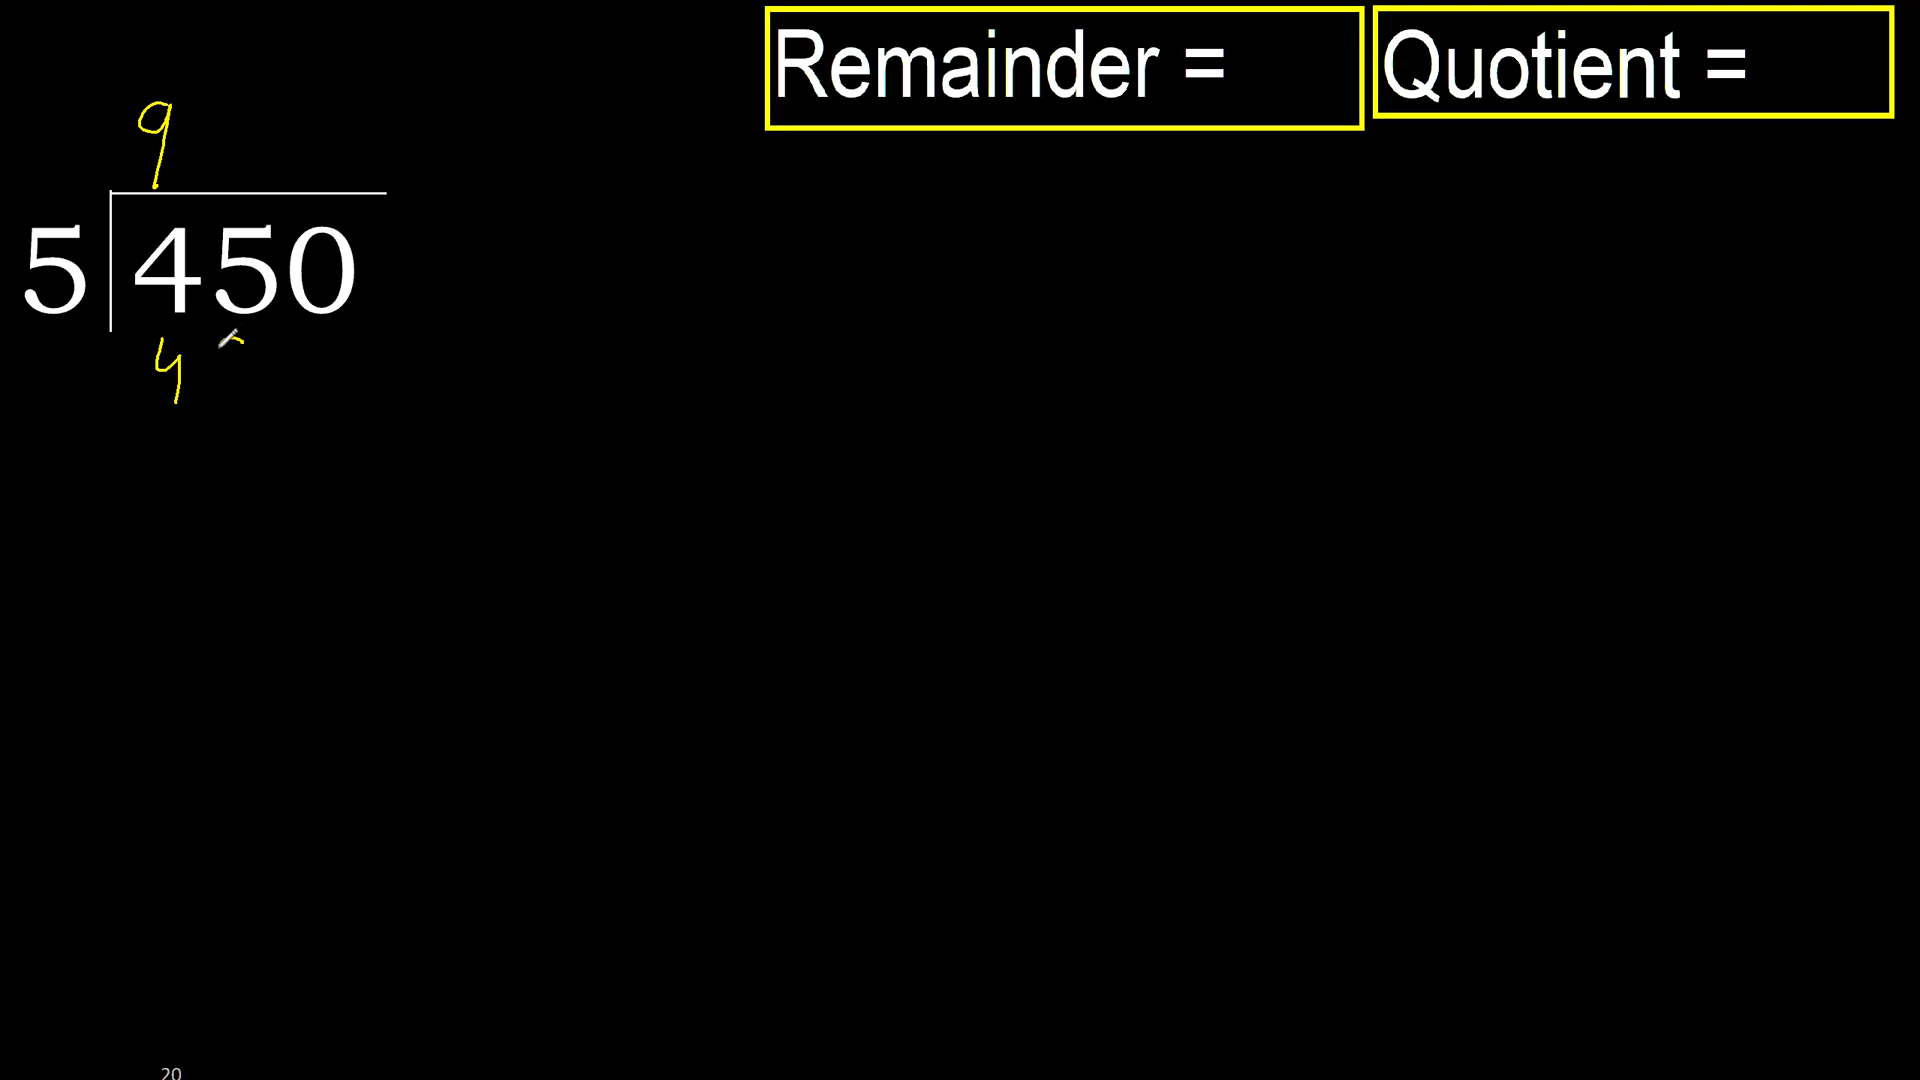 Remainder = Quotient =
9
5 450
4
20